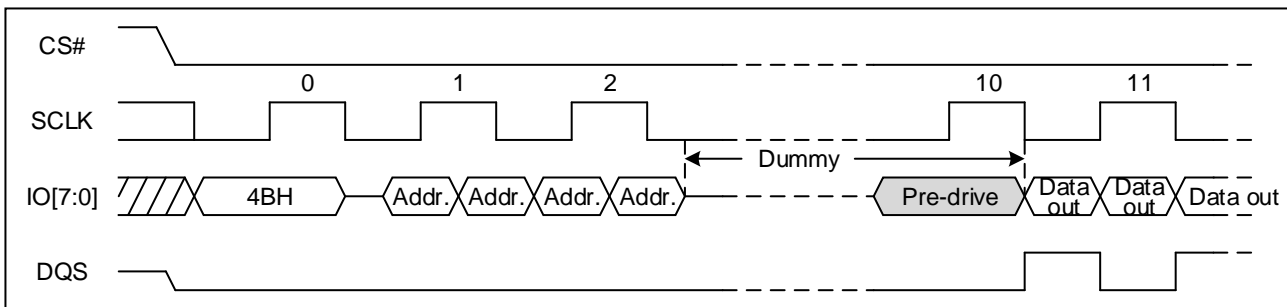 CS#
0 1 2 10 11
SCLK
Dummy
IO[7:0] 4BH Addr. Addr. Addr. Addr. Pre-drive Data out Data out Data out
DQS